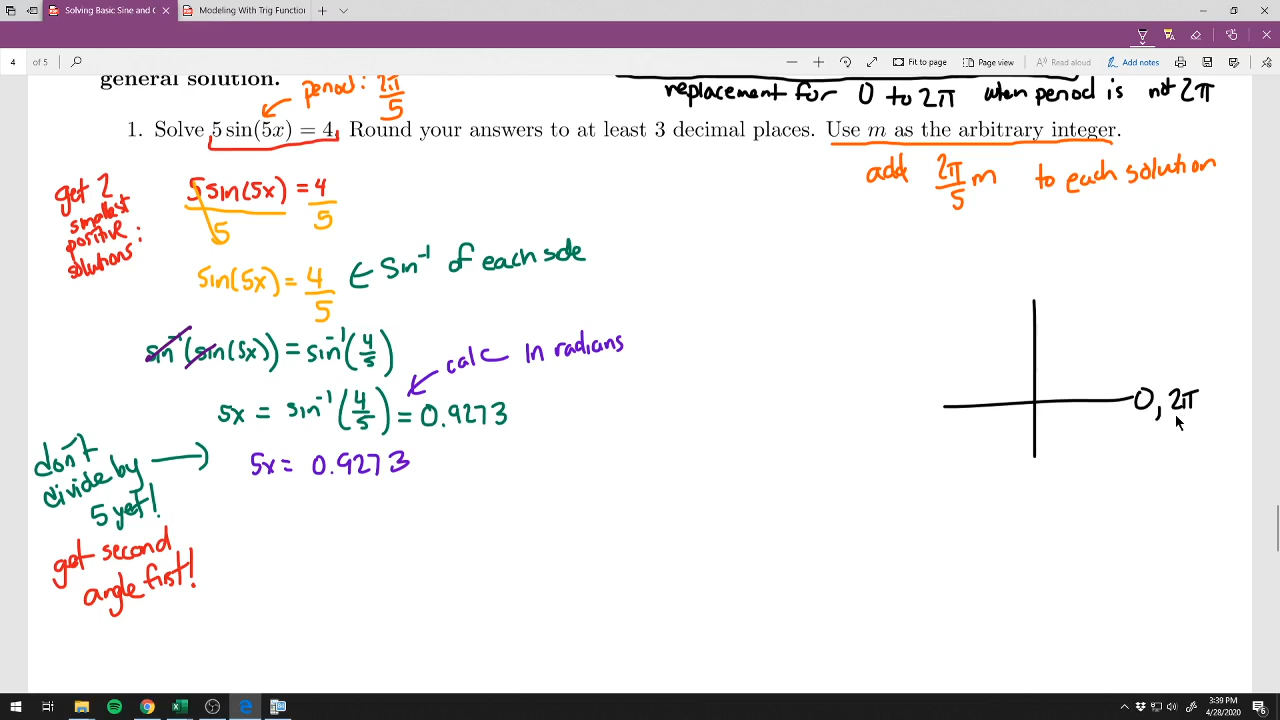 Solving Basic Sine and C
Modeling With Trig Function
4 of 5
Fit to page
Page view
Add notes
general solution.
period: 2π/5
replacement for 0 to 2π when period is not 2π
1. Solve 5 sin(5x) = 4. Round your answers to at least 3 decimal places. Use m as the arbitrary integer.
add 2π/5 m to each solution
get 2
smallest
positive
solutions:
5sin(5x) = 4
5 5
sin(5x) = 4/5 ← Sin⁻¹ of each side
sin⁻¹(sin(5x)) = sin⁻¹(4/5)
calc in radians
5x = sin⁻¹(4/5) = 0.9273
0, 2π
don't
divide by
5 yet!
5x = 0.9273
get second
angle first!
3:39 PM
4/28/2020